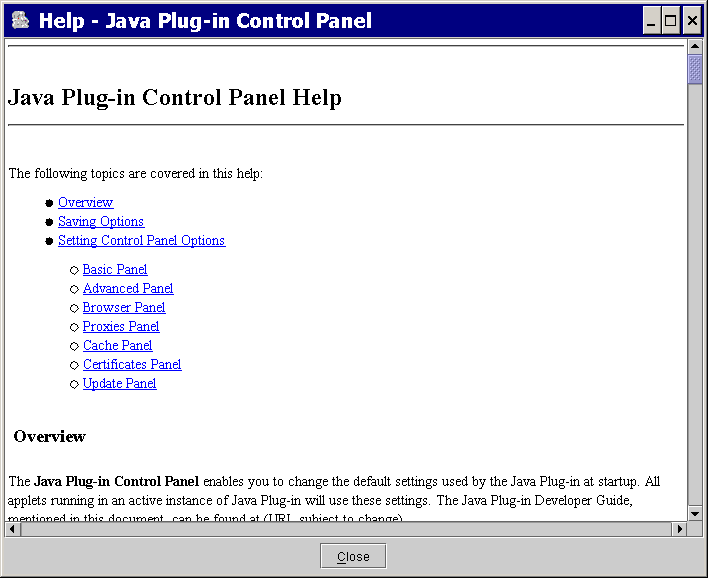 Help - Java Plug-in Control Panel
Java Plug-in Control Panel Help
The following topics are covered in this help:
Overview
Saving Options
Setting Control Panel Options
Basic Panel
Advanced Panel
Browser Panel
Proxies Panel
Cache Panel
Certificates Panel
Update Panel
Overview
The Java Plug-in Control Panel enables you to change the default settings used by the Java Plug-in at startup. All
applets running in an active instance of Java Plug-in will use these settings. The Java Plug-in Developer Guide,
mentioned in this document, can be found at (URL subject to change)
Close